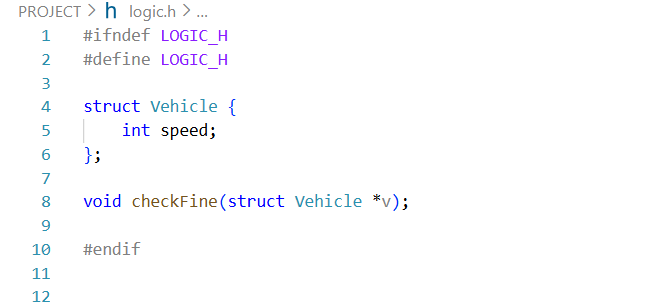 PROJECT > h logic.h > ...
1 #ifndef LOGIC_H
2 #define LOGIC_H
3
4 struct Vehicle {
5     int speed;
6 };
7
8 void checkFine(struct Vehicle *v);
9
10 #endif
11
12